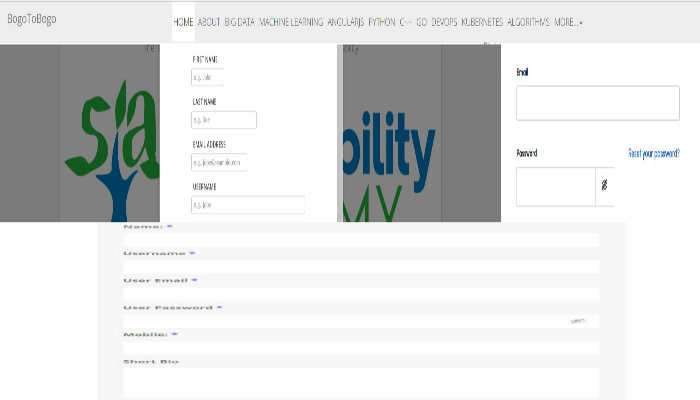 BogoToBogo
HOME ABOUT BIG DATA MACHINE LEARNING ANGULARJS PYTHON C++ GO DEVOPS KUBERNETES ALGORITHMS MORE...
FIRST NAME
e.g. John
LAST NAME
e.g. Doe
EMAIL ADDRESS
e.g. jdoe@example.com
USERNAME
e.g. jdoe
bility
Email
Password
Reset your password?
Name: *
Username *
User Email *
User Password *
Mobile: *
Short Bio